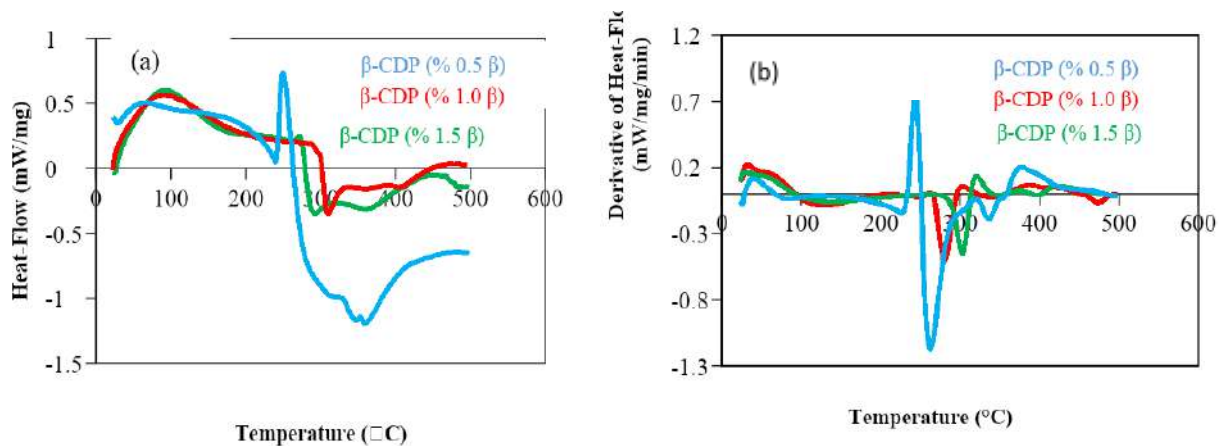 (a)
β-CDP (% 0.5 β)
β-CDP (% 1.0 β)
β-CDP (% 1.5 β)
Heat-Flow (mW/mg)
1
0.5
0
-0.5
-1
-1.5
0 100 200 300 400 500 600
Temperature (□C)
(b)
β-CDP (% 0.5 β)
β-CDP (% 1.0 β)
β-CDP (% 1.5 β)
Derivative of Heat-Flo
(mW/mg/min)
1.2
0.7
0.2
-0.3
-0.8
-1.3
0 100 200 300 400 500 600
Temperature (°C)